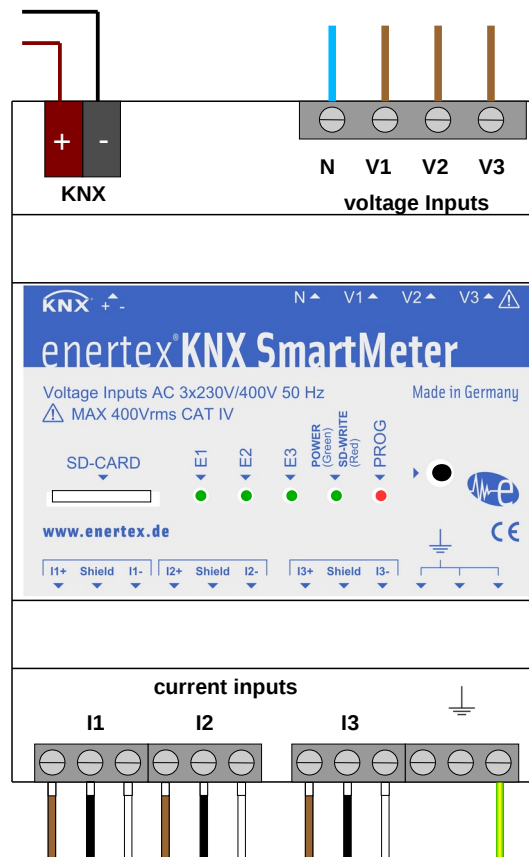 + -
N V1 V2 V3
KNX
voltage Inputs
KNX + - N V1 V2 V3
enertex® KNX SmartMeter
Voltage Inputs AC 3x230V/400V 50 Hz
Made in Germany
MAX 400Vrms CAT IV
SD-CARD
E1
E2
E3
POWER
(Green)
SD-WRITE
(Red)
PROG
e
www.enertex.de
CE
I1+ Shield I1- I2+ Shield I2- I3+ Shield I3-
current inputs
I1 I2 I3